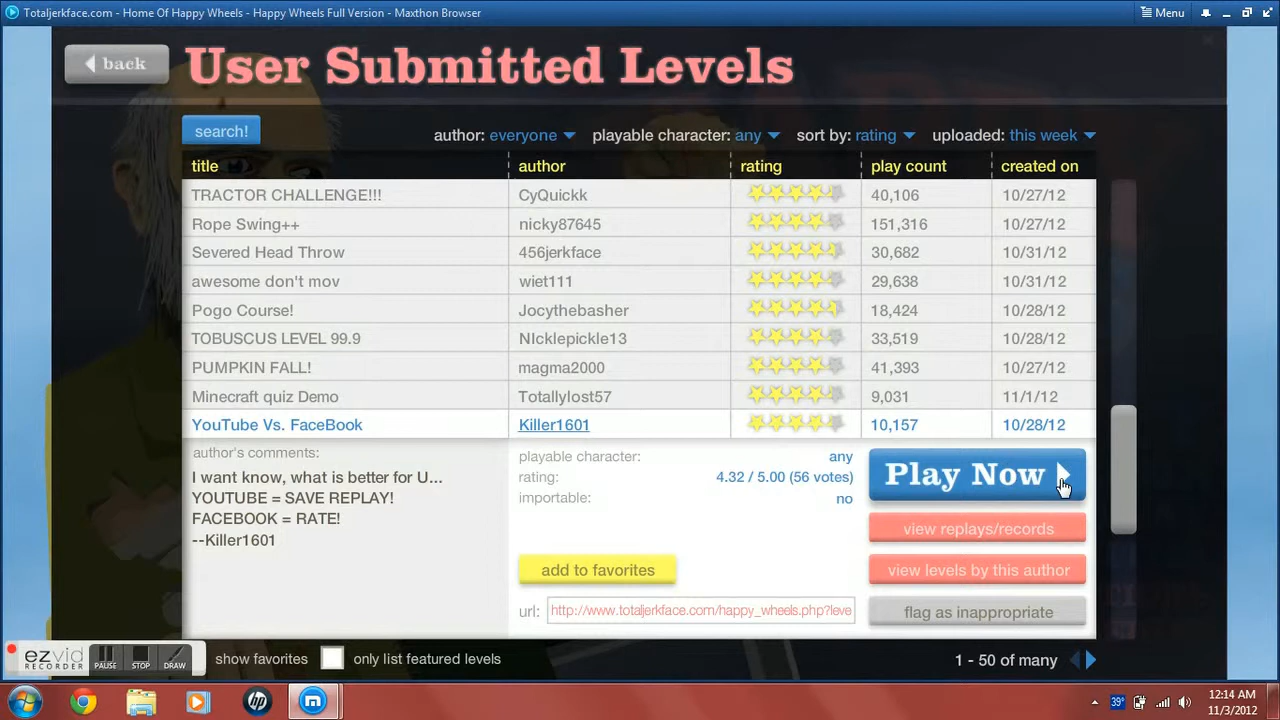 Totaljerkface.com - Home Of Happy Wheels - Happy Wheels Full Version - Maxthon Browser Menu
back User Submitted Levels
search! author: everyone playable character: any sort by: rating uploaded: this week
title author rating play count created on
TRACTOR CHALLENGE!!! CyQuickk 40,106 10/27/12
Rope Swing++ nicky87645 151,316 10/27/12
Severed Head Throw 456jerkface 30,682 10/31/12
awesome don't mov wiet111 29,638 10/31/12
Pogo Course! Jocythebasher 18,424 10/28/12
TOBUSCUS LEVEL 99.9 NIcklepickle13 33,519 10/28/12
PUMPKIN FALL! magma2000 41,393 10/27/12
Minecraft quiz Demo Totallylost57 9,031 11/1/12
YouTube Vs. FaceBook Killer1601 10,157 10/28/12
author's comments: playable character: any
I want know, what is better for U... rating: 4.32 / 5.00 (56 votes) Play Now
YOUTUBE = SAVE REPLAY! importable: no
FACEBOOK = RATE! view replays/records
--Killer1601
add to favorites view levels by this author
url: http://www.totaljerkface.com/happy_wheels.php?leve flag as inappropriate
ezvid RECORDER PAUSE STOP DRAW show favorites only list featured levels 1 - 50 of many
hp 39° 12:14 AM
11/3/2012